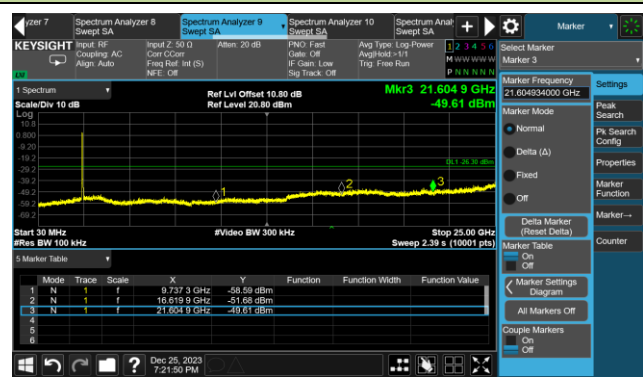 yzer 7
Spectrum Analyzer 8
Swept SA
Spectrum Analyzer 9
Swept SA
Spectrum Analyzer 10
Swept SA
Spectrum Anal
Swept SA
Marker
KEYSIGHT
Input: RF
Coupling: AC
Align: Auto
Input Z: 50 Ω
Corr CCorr
Freq Ref: Int (S)
NFE: Off
Atten: 20 dB
PNO: Fast
Gate: Off
IF Gain: Low
Sig Track: Off
Avg Type: Log-Power
Avg|Hold:>1/1
Trig: Free Run
1 2 3 4 5 6
M W W W W W
P N N N N N
Select Marker
Marker 3
1 Spectrum
Scale/Div 10 dB
Log
Ref Lvl Offset 10.80 dB
Ref Level 20.80 dBm
Mkr3 21.604 9 GHz
-49.61 dBm
10.8
0.800
-9.20
-19.2
-29.2
-39.2
-49.2
-59.2
-69.2
1
2
3
Start 30 MHz
#Res BW 100 kHz
#Video BW 300 kHz
Stop 25.00 GHz
Sweep 2.39 s (10001 pts)
5 Marker Table
Mode Trace Scale X Y Function Function Width Function Value
1 N 1 f 9.737 3 GHz -58.59 dBm
2 N 1 f 16.619 9 GHz -51.68 dBm
3 N 1 f 21.604 9 GHz -49.61 dBm
4
5
6
Marker Frequency
21.604934000 GHz
Marker Mode
Normal
Delta (Δ)
Fixed
Off
Delta Marker
(Reset Delta)
Marker Table
On
Off
Marker Settings
Diagram
All Markers Off
Couple Markers
On
Off
Settings
Peak
Search
Pk Search
Config
Properties
Marker
Function
Marker→
Counter
Dec 25, 2023
7:21:50 PM